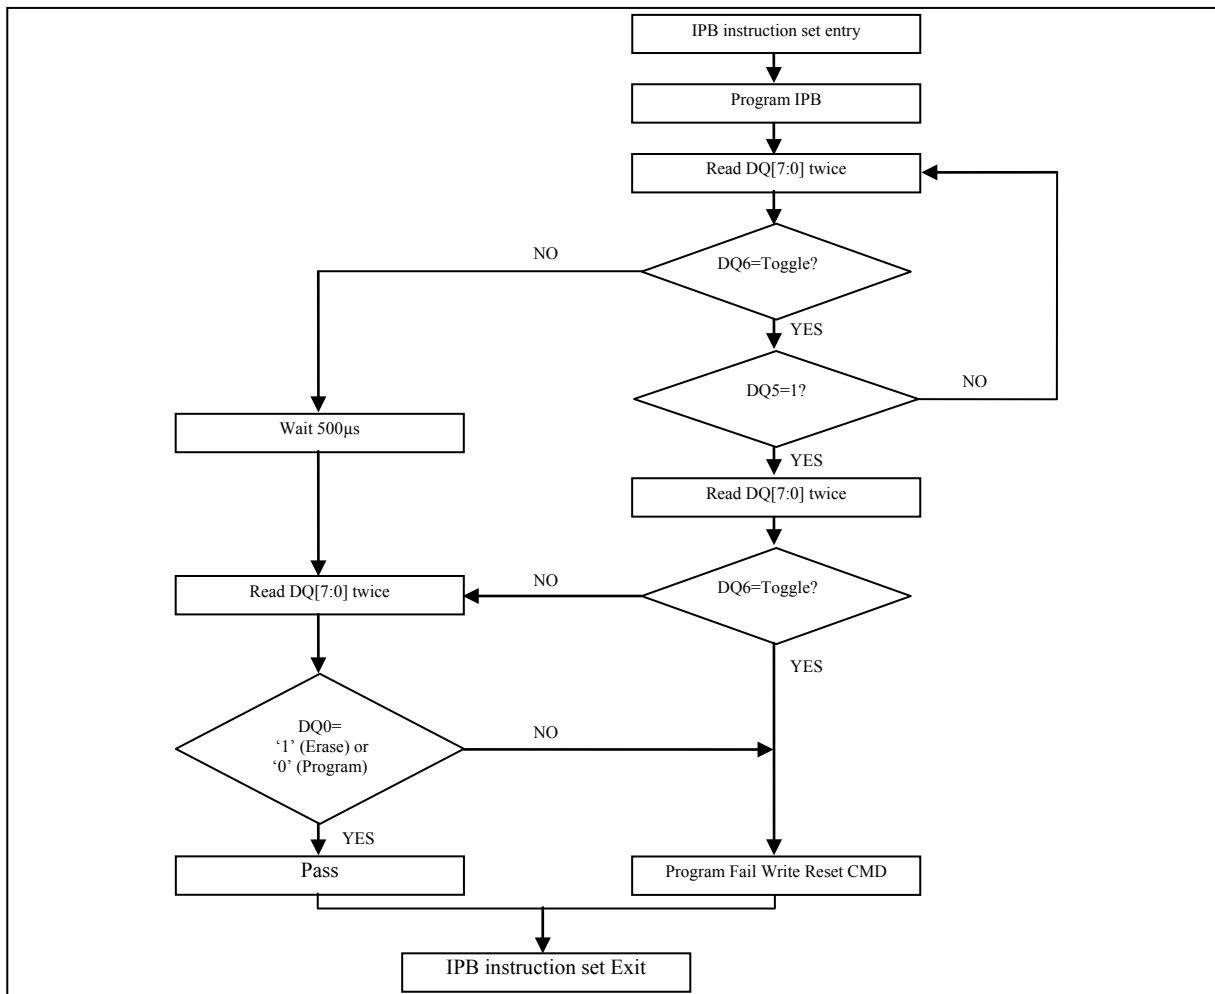 IPB instruction set entry
Program IPB
Read DQ[7:0] twice
NO
DQ6=Toggle?
YES
DQ5=1?
NO
Wait 500µs
YES
Read DQ[7:0] twice
Read DQ[7:0] twice
NO
DQ6=Toggle?
YES
DQ0=
‘1’ (Erase) or
‘0’ (Program)
NO
YES
Pass
Program Fail Write Reset CMD
IPB instruction set Exit